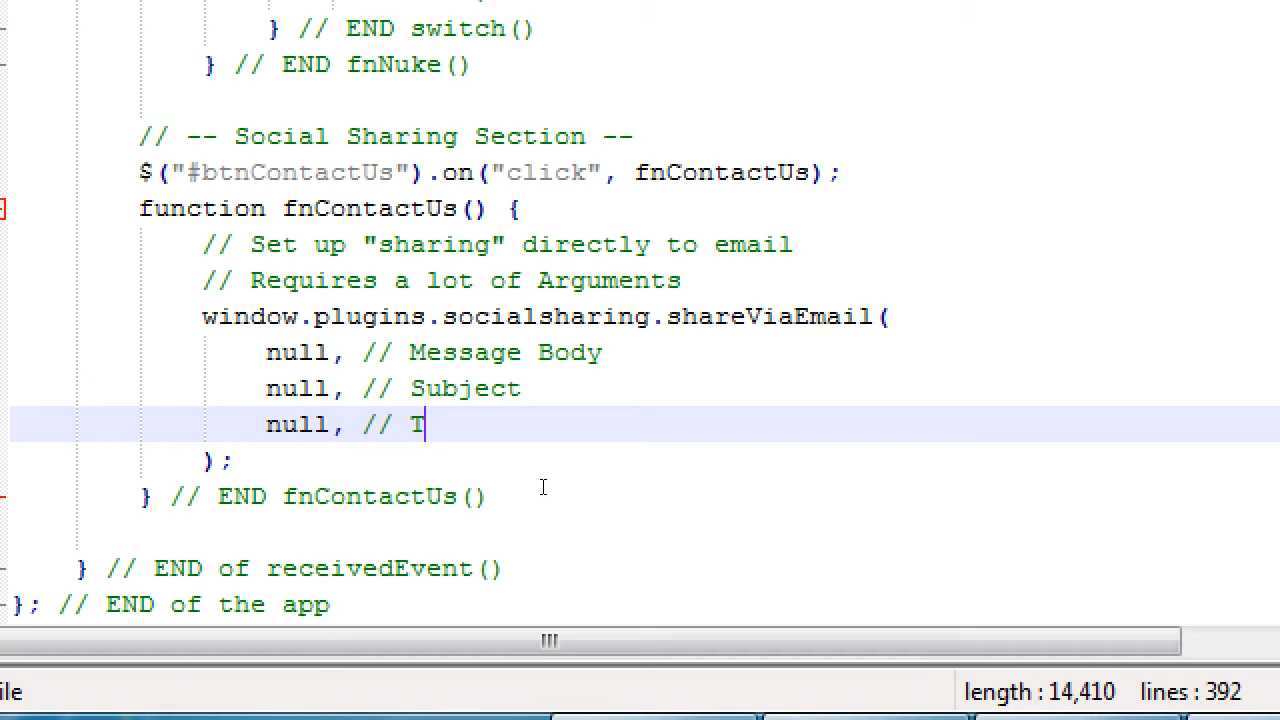 } // END switch()
} // END fnNuke()
// -- Social Sharing Section --
$("#btnContactUs").on("click", fnContactUs);
function fnContactUs() {
// Set up "sharing" directly to email
// Requires a lot of Arguments
window.plugins.socialsharing.shareViaEmail(
null, // Message Body
null, // Subject
null, // T
);
} // END fnContactUs()
} // END of receivedEvent()
}; // END of the app
ile length : 14,410 lines : 392